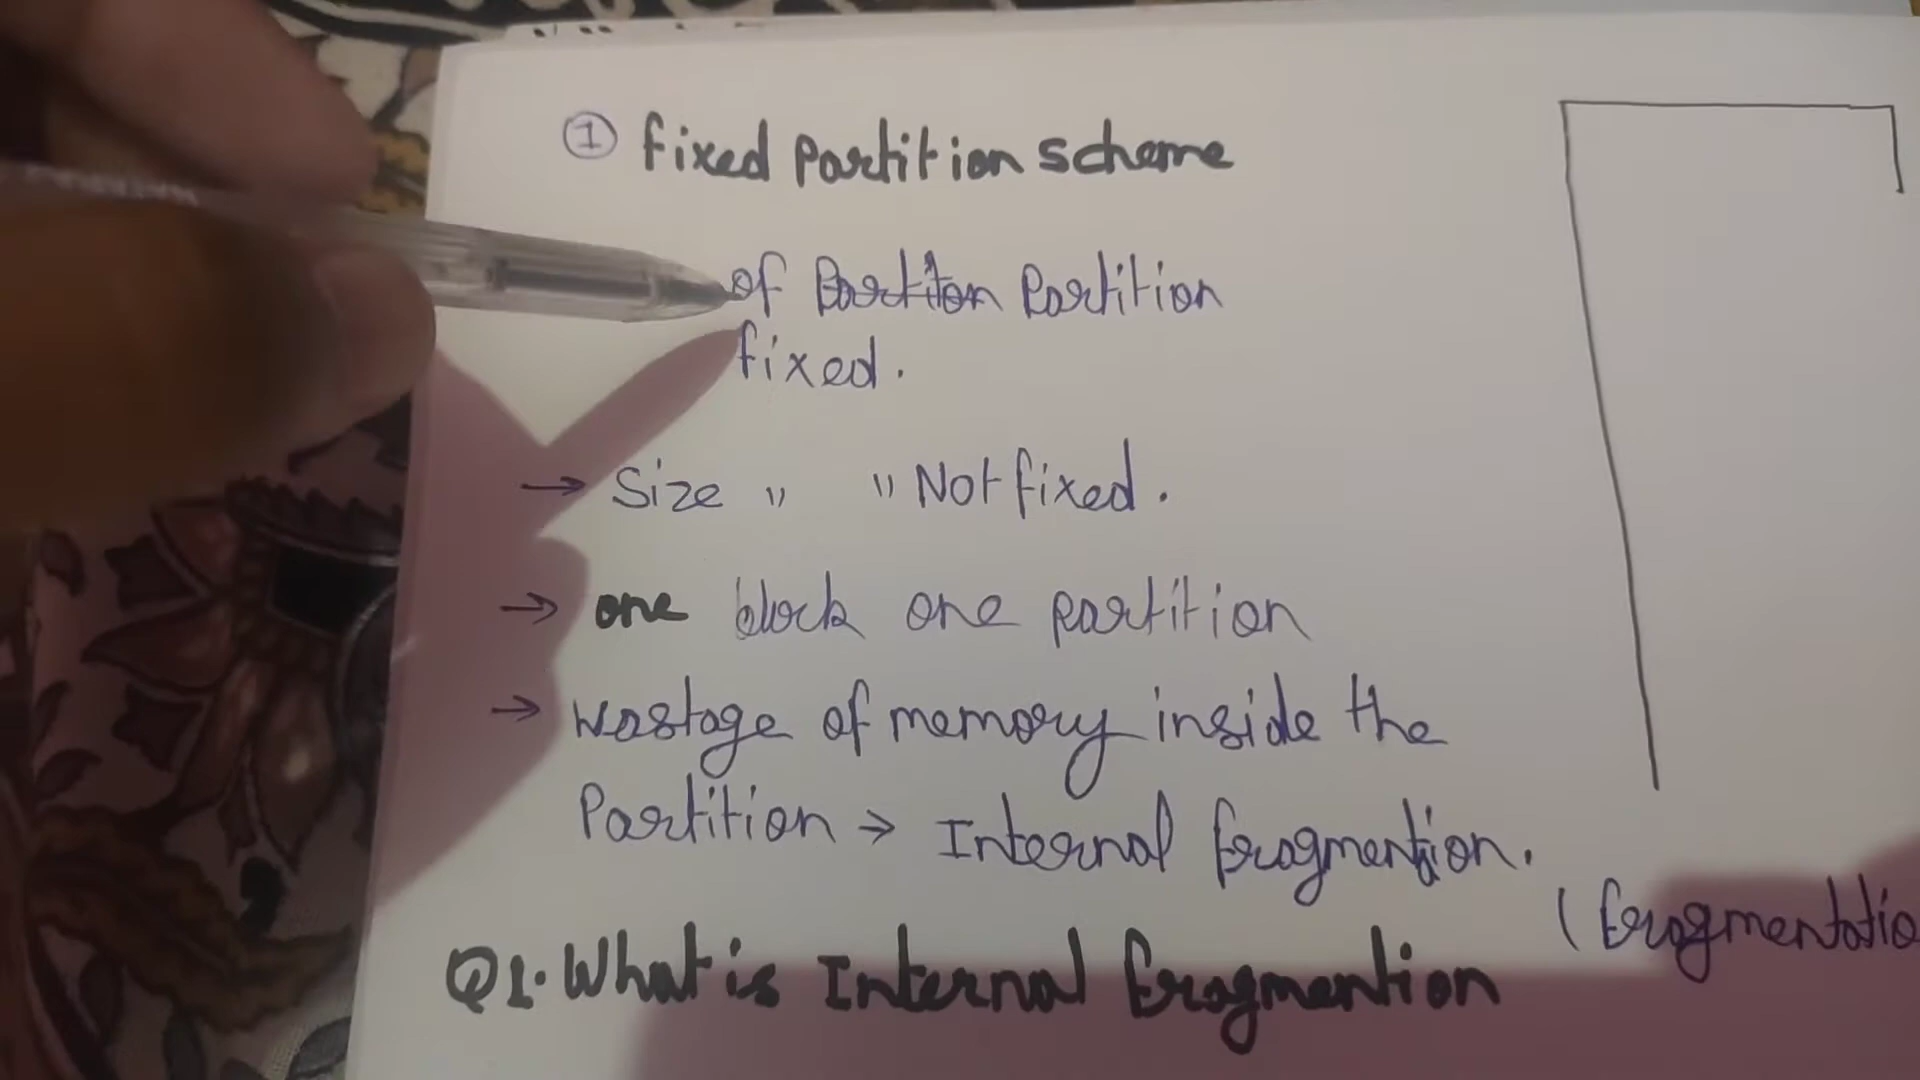 ① fixed partition scheme
of Partiton Partition
fixed.
→ Size " " Not fixed.
→ one block one partition
→ wastage of memory inside the
Partition → Internal fragmention.
(fragmentatio
Q1. What is Internal fragmention